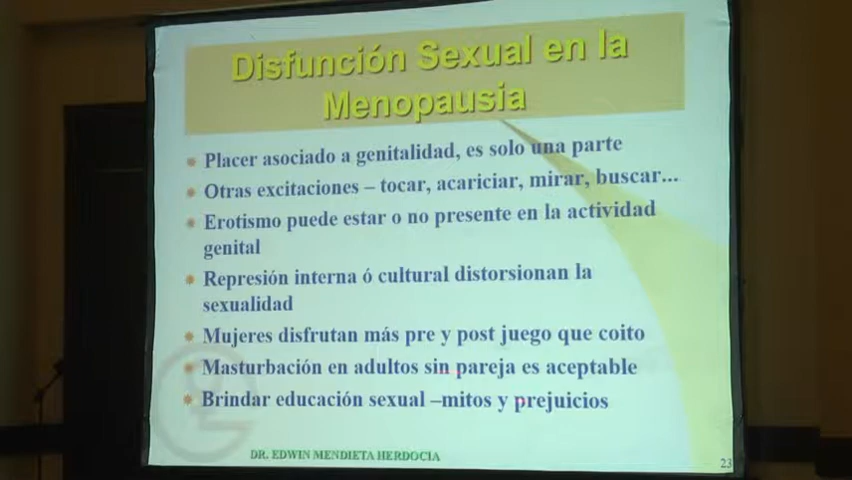 Disfunción Sexual en la
Menopausia
Placer asociado a genitalidad, es solo una parte
Otras excitaciones – tocar, acariciar, mirar, buscar...
Erotismo puede estar o no presente en la actividad
genital
Represión interna ó cultural distorsionan la
sexualidad
Mujeres disfrutan más pre y post juego que coito
Masturbación en adultos sin pareja es aceptable
Brindar educación sexual –mitos y prejuicios
DR. EDWIN MENDIETA HERDOCIA
23